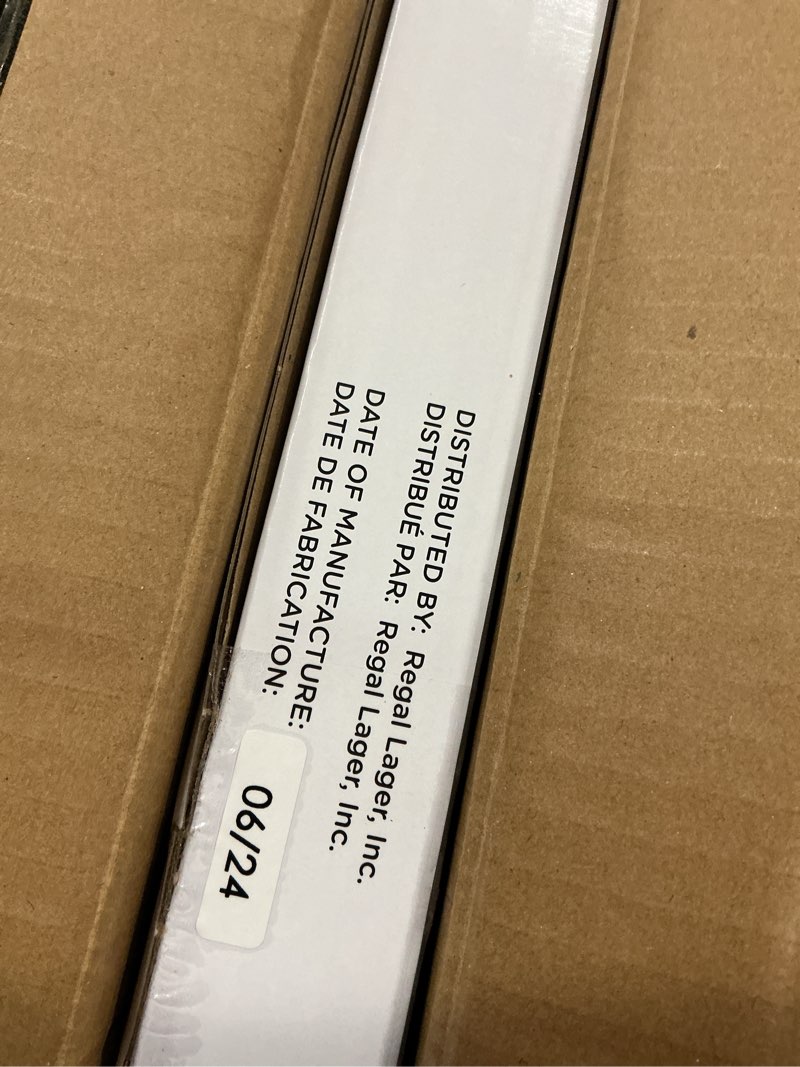 DISTRIBUTED BY: Regal Lager, Inc.
DISTRIBUÉ PAR: Regal Lager, Inc.
DATE OF MANUFACTURE:
DATE DE FABRICATION:
06/24